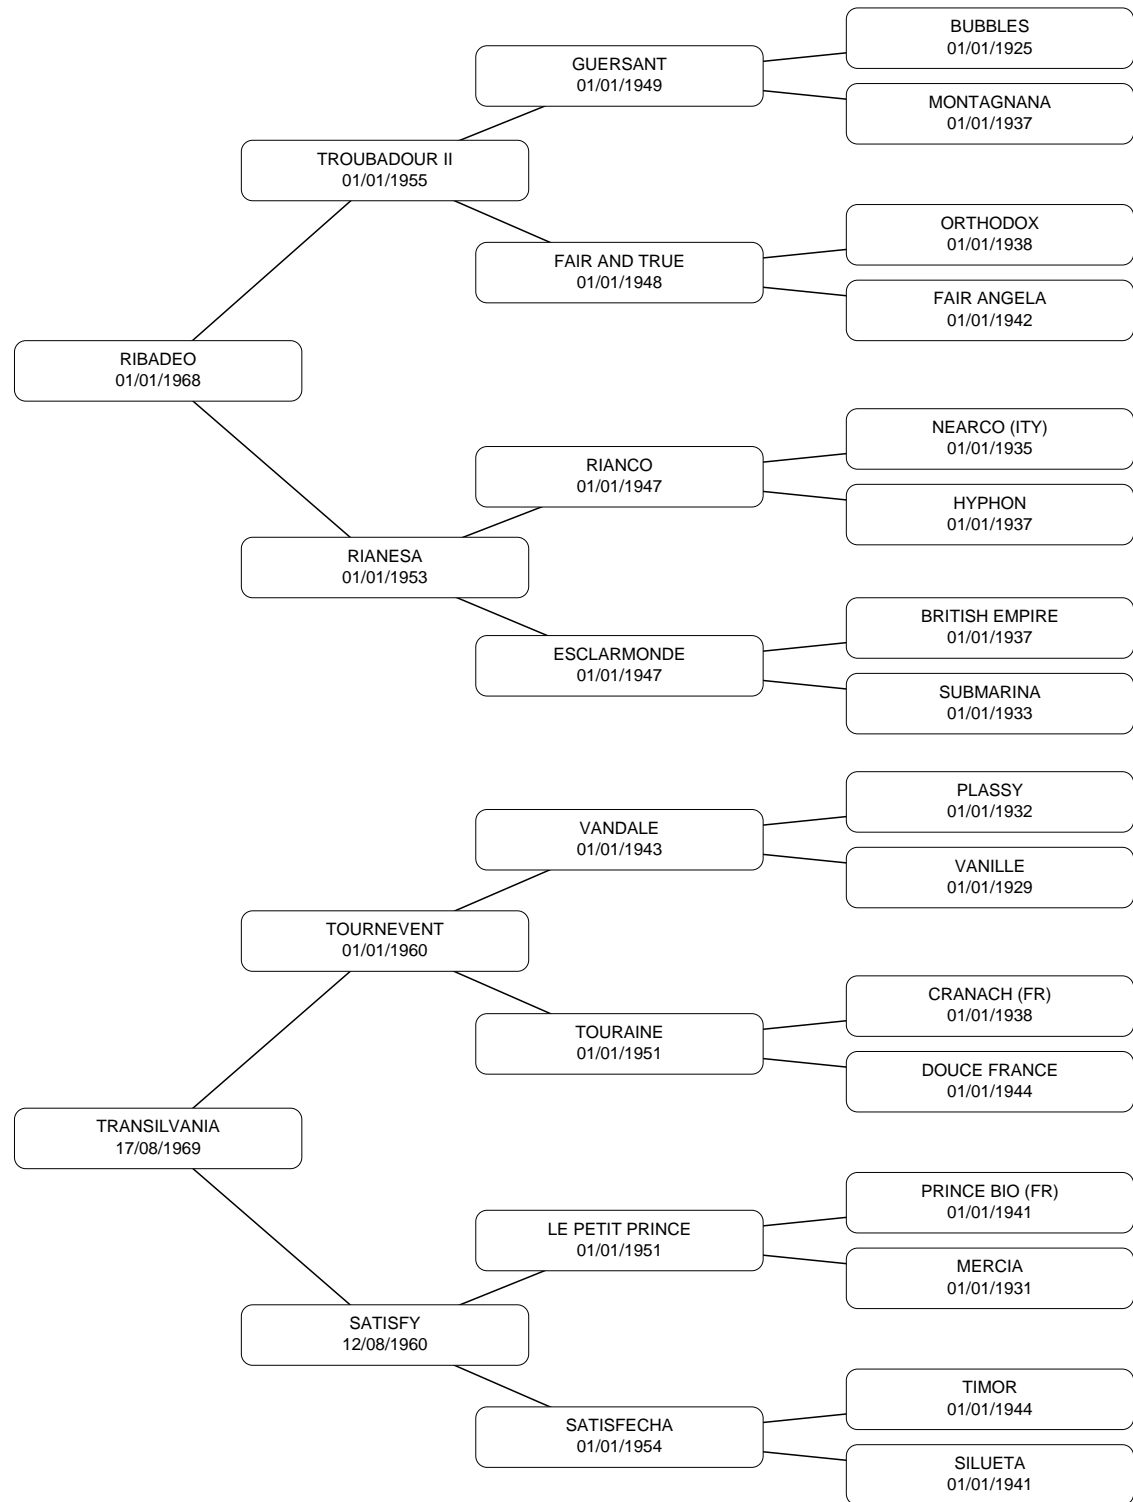 BUBBLES
01/01/1925
GUERSANT
01/01/1949
MONTAGNANA
01/01/1937
TROUBADOUR II
01/01/1955
ORTHODOX
01/01/1938
FAIR AND TRUE
01/01/1948
FAIR ANGELA
01/01/1942
RIBADEO
01/01/1968
NEARCO (ITY)
01/01/1935
RIANCO
01/01/1947
HYPHON
01/01/1937
RIANESA
01/01/1953
BRITISH EMPIRE
01/01/1937
ESCLARMONDE
01/01/1947
SUBMARINA
01/01/1933
PLASSY
01/01/1932
VANDALE
01/01/1943
VANILLE
01/01/1929
TOURNEVENT
01/01/1960
CRANACH (FR)
01/01/1938
TOURAINE
01/01/1951
DOUCE FRANCE
01/01/1944
TRANSILVANIA
17/08/1969
PRINCE BIO (FR)
01/01/1941
LE PETIT PRINCE
01/01/1951
MERCIA
01/01/1931
SATISFY
12/08/1960
TIMOR
01/01/1944
SATISFECHA
01/01/1954
SILUETA
01/01/1941